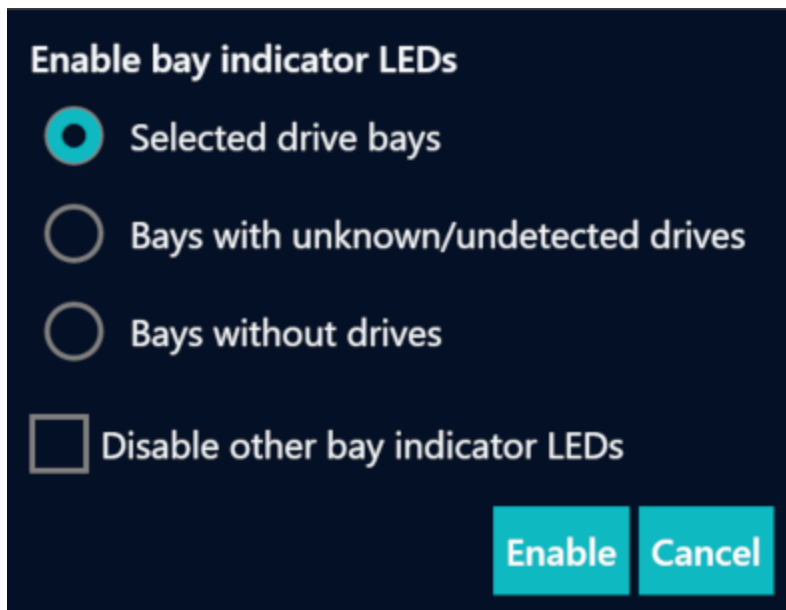 Enable bay indicator LEDs
Selected drive bays
Bays with unknown/undetected drives
Bays without drives
Disable other bay indicator LEDs
Enable Cancel